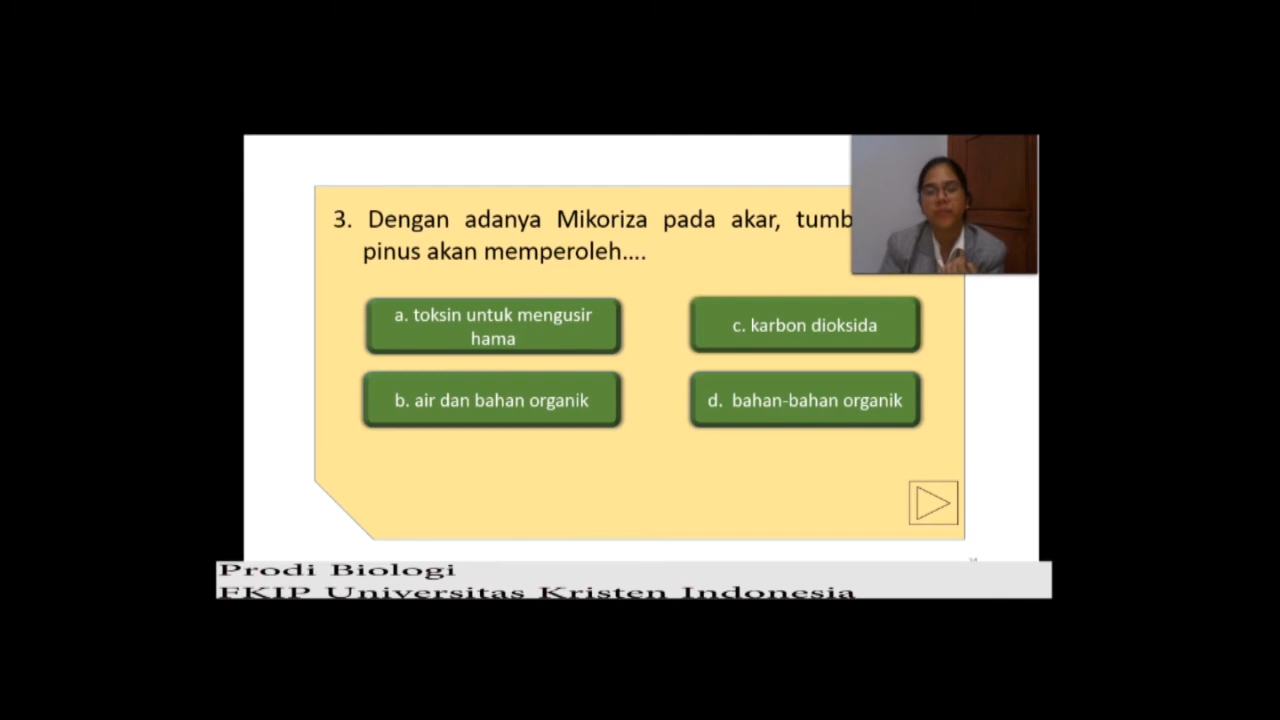 3. Dengan adanya Mikoriza pada akar, tumb
pinus akan memperoleh....
a. toksin untuk mengusir
hama
c. karbon dioksida
b. air dan bahan organik
d. bahan-bahan organik
Prodi Biologi
FKIP Universitas Kristen Indonesia